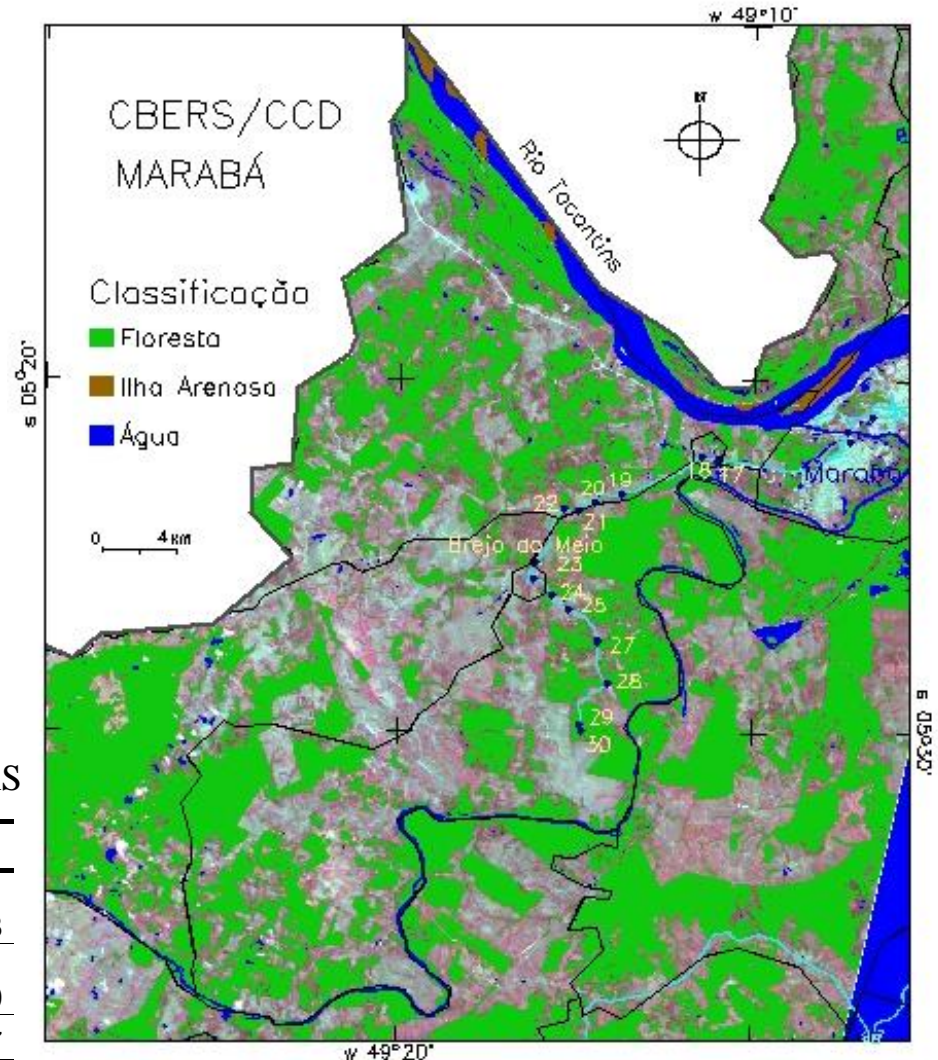 w 49°10'
CBERS/CCD
MARABÁ
N
Rio Tocantins
Classificação
Floresta
Ilha Arenosa
Água
s 05°20'
0 4 KM
18 17
Marabá
19
20
21
22
Brejo do Meio
23
24
25
27
28
29
30
s 05°30'
w 49°20'